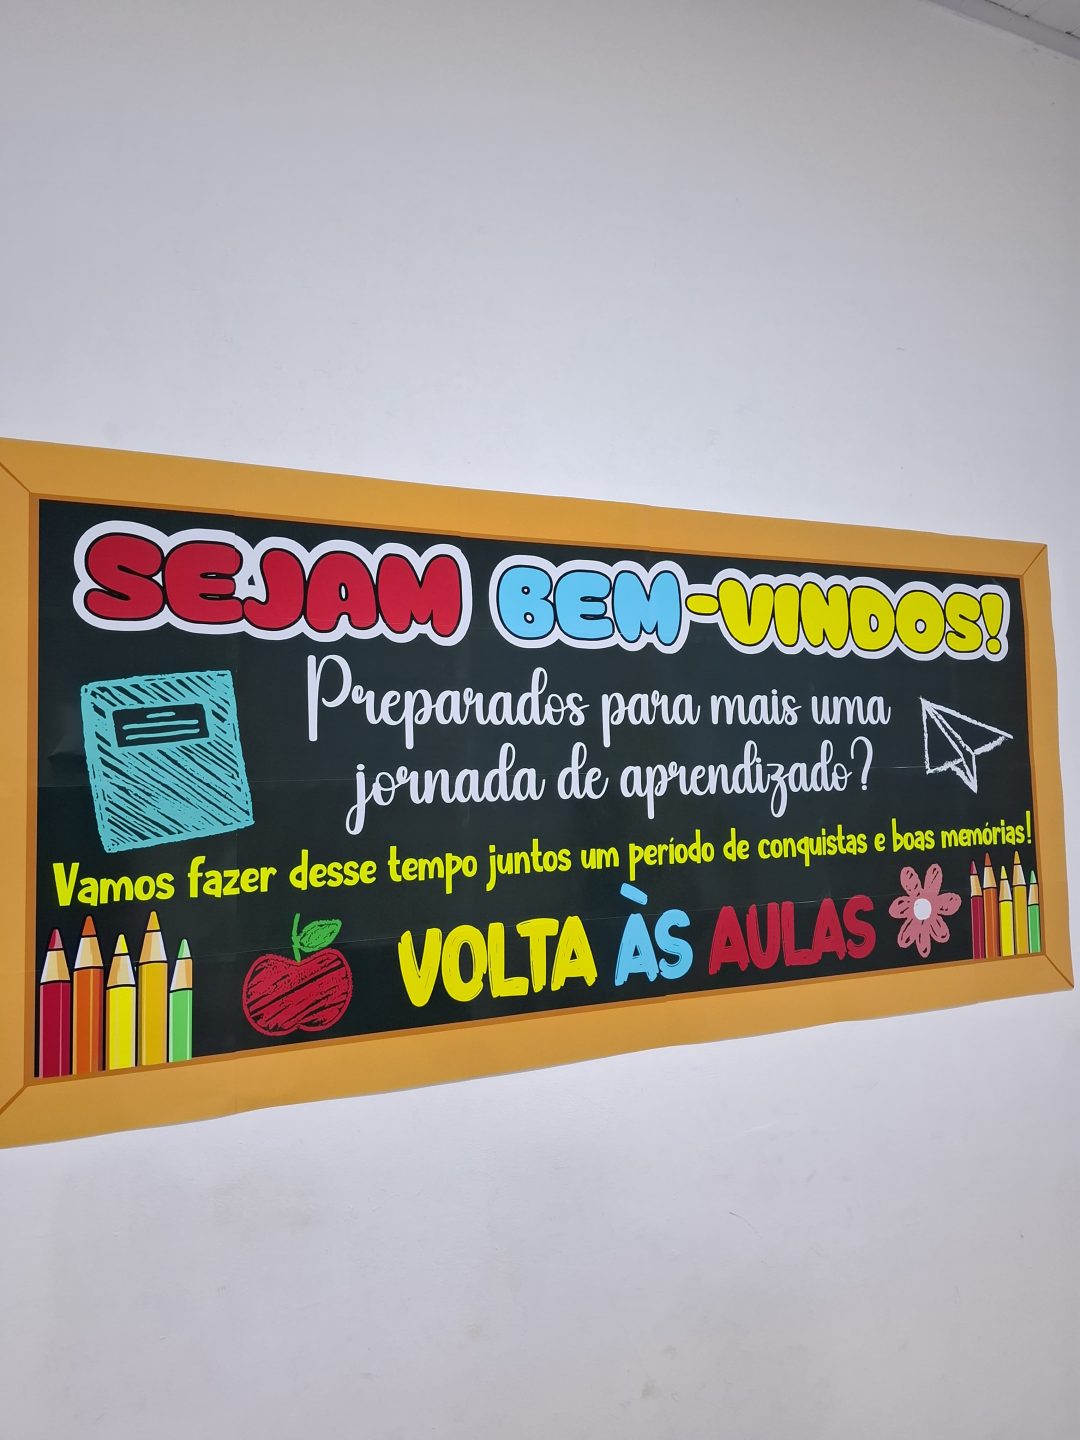 SEJAM BEM-VINDOS!
Preparados para mais uma
jornada de aprendizado?
Vamos fazer desse tempo juntos um período de conquistas e boas memórias!
VOLTA ÀS AULAS